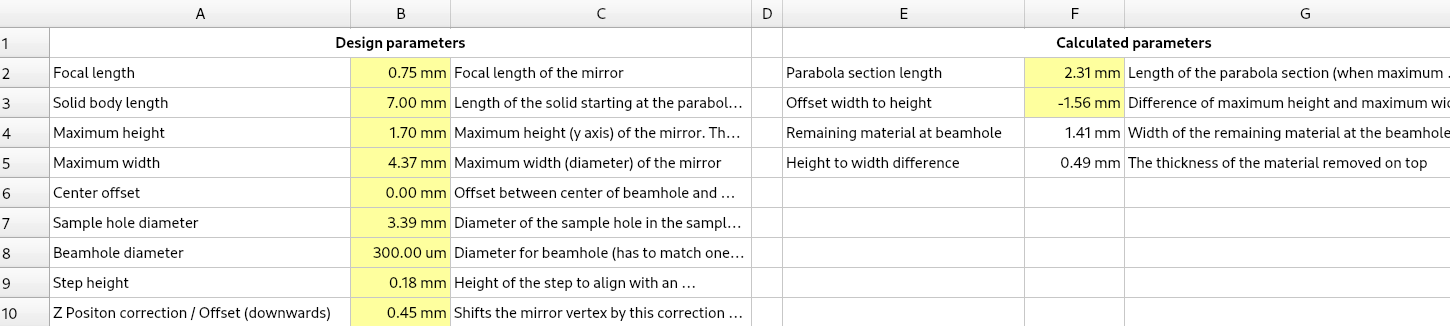 A B C D E F G
1 Design parameters Calculated parameters
2 Focal length 0.75 mm Focal length of the mirror Parabola section length 2.31 mm Length of the parabola section (when maximum .
3 Solid body length 7.00 mm Length of the solid starting at the parabol... Offset width to height -1.56 mm Difference of maximum height and maximum wid
4 Maximum height 1.70 mm Maximum height (y axis) of the mirror. Th... Remaining material at beamhole 1.41 mm Width of the remaining material at the beamhole
5 Maximum width 4.37 mm Maximum width (diameter) of the mirror Height to width difference 0.49 mm The thickness of the material removed on top
6 Center offset 0.00 mm Offset between center of beamhole and ...
7 Sample hole diameter 3.39 mm Diameter of the sample hole in the sampl...
8 Beamhole diameter 300.00 um Diameter for beamhole (has to match one...
9 Step height 0.18 mm Height of the step to align with an ...
10 Z Positon correction / Offset (downwards) 0.45 mm Shifts the mirror vertex by this correction ...